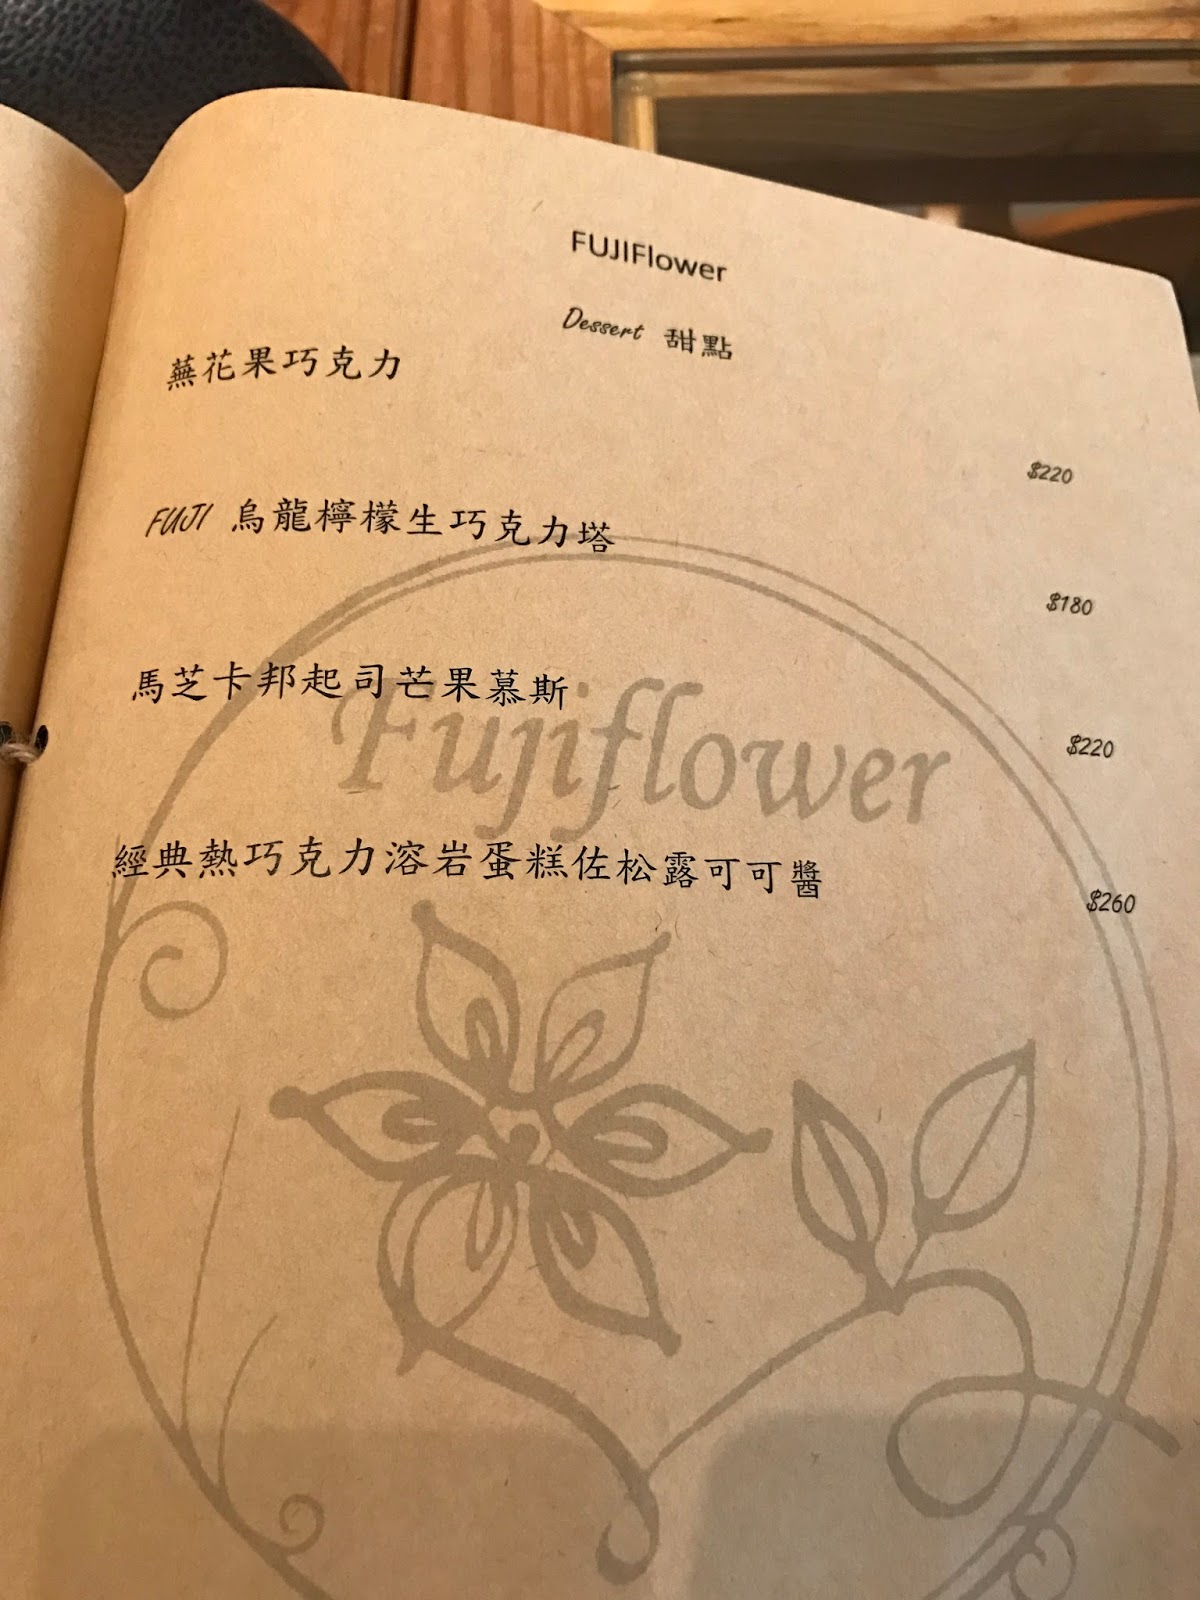 FUJIFlower
Dessert 甜點
蕪花果巧克力
$220
FUJI 烏龍檸檬生巧克力塔
$180
馬芝卡邦起司芒果慕斯
$220
Fujiflower
經典熱巧克力溶岩蛋糕佐松露可可醬
$260